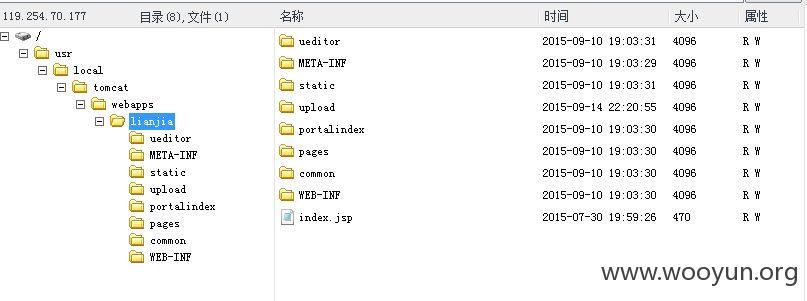 119.254.70.177 目录(8),文件(1) 名称 时间 大小 属性
/
usr
local
tomcat
webapps
lianjia
ueditor
META-INF
static
upload
portalindex
pages
common
WEB-INF
ueditor 2015-09-10 19:03:31 4096 R W
META-INF 2015-09-10 19:03:29 4096 R W
static 2015-09-10 19:03:31 4096 R W
upload 2015-09-14 22:20:55 4096 R W
portalindex 2015-09-10 19:03:30 4096 R W
pages 2015-09-10 19:03:30 4096 R W
common 2015-09-10 19:03:30 4096 R W
WEB-INF 2015-09-10 19:03:30 4096 R W
index.jsp 2015-07-30 19:59:26 470 R W
www.wooyun.org